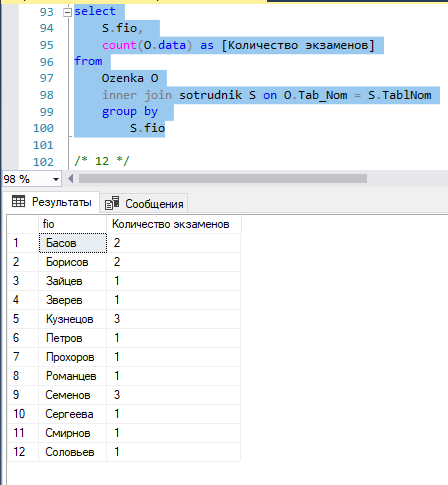 93 select
94 S.fio,
95 count(O.data) as [Количество экзаменов]
96 from
97 Ozenka O
98 inner join sotrudnik S on O.Tab_Nom = S.TablNom
99 group by
100 S.fio
101
102 /* 12 */
98 %
Результаты Сообщения
fio Количество экзаменов
1 Басов 2
2 Борисов 2
3 Зайцев 1
4 Зверев 1
5 Кузнецов 3
6 Петров 1
7 Прохоров 1
8 Романцев 1
9 Семенов 3
10 Сергеева 1
11 Смирнов 1
12 Соловьев 1